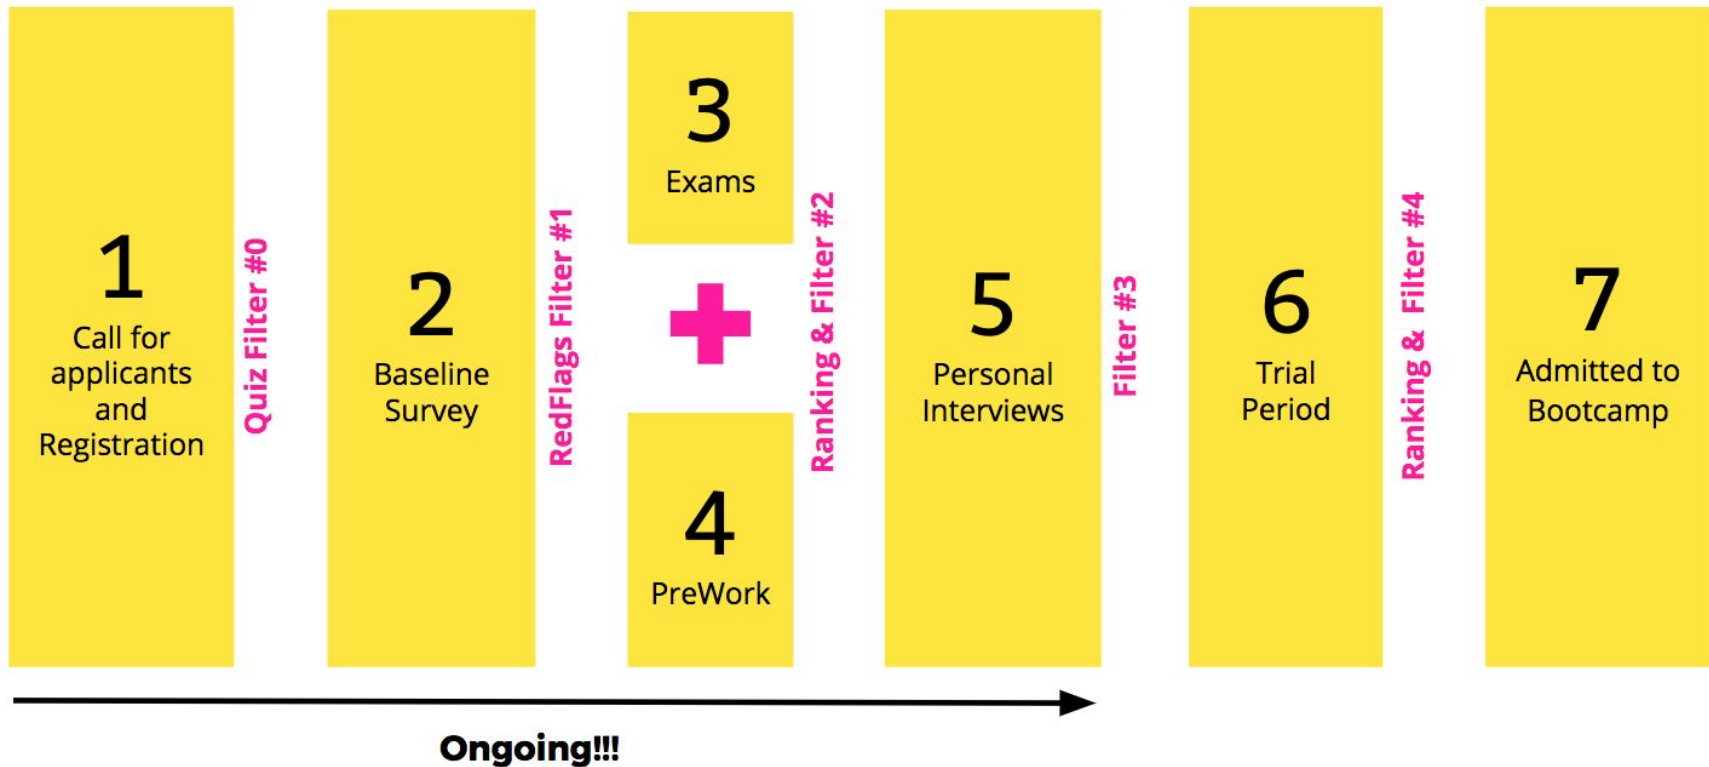 1
Call for
applicants
and
Registration
Quiz Filter #0
2
Baseline
Survey
RedFlags Filter #1
3
Exams
4
PreWork
Ranking & Filter #2
5
Personal
Interviews
Filter #3
6
Trial
Period
Ranking & Filter #4
7
Admitted to
Bootcamp
Ongoing!!!